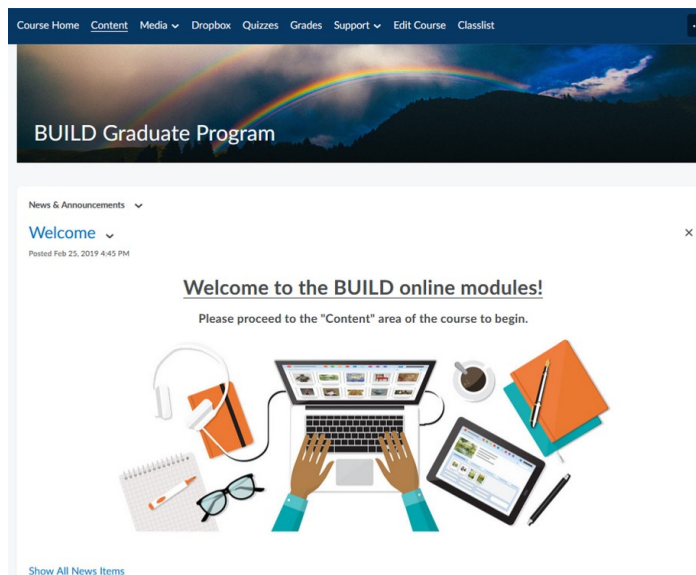 Course Home Content Media Dropbox Quizzes Grades Support Edit Course Classlist
BUILD Graduate Program
News & Announcements
Welcome
Posted Feb 25, 2019 4:45 PM
Welcome to the BUILD online modules!
Please proceed to the "Content" area of the course to begin.
Show All News Items